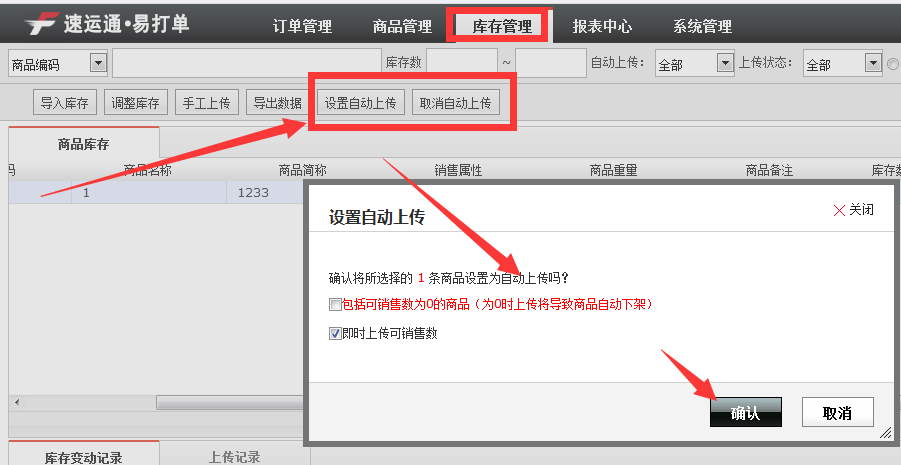 速运通•易打单 订单管理 商品管理 库存管理 报表中心 系统管理
商品编码 库存数 ~ 自动上传: 全部 上传状态: 全部
导入库存 调整库存 手工上传 导出数据 设置自动上传 取消自动上传
商品库存
码 商品名称 商品简称 销售属性 商品重量 商品备注 库存数
1 1233
设置自动上传 关闭
确认将所选择的 1 条商品设置为自动上传吗?
包括可销售数为0的商品（为0时上传将导致商品自动下架）
即时上传可销售数
确认 取消
库存变动记录 上传记录